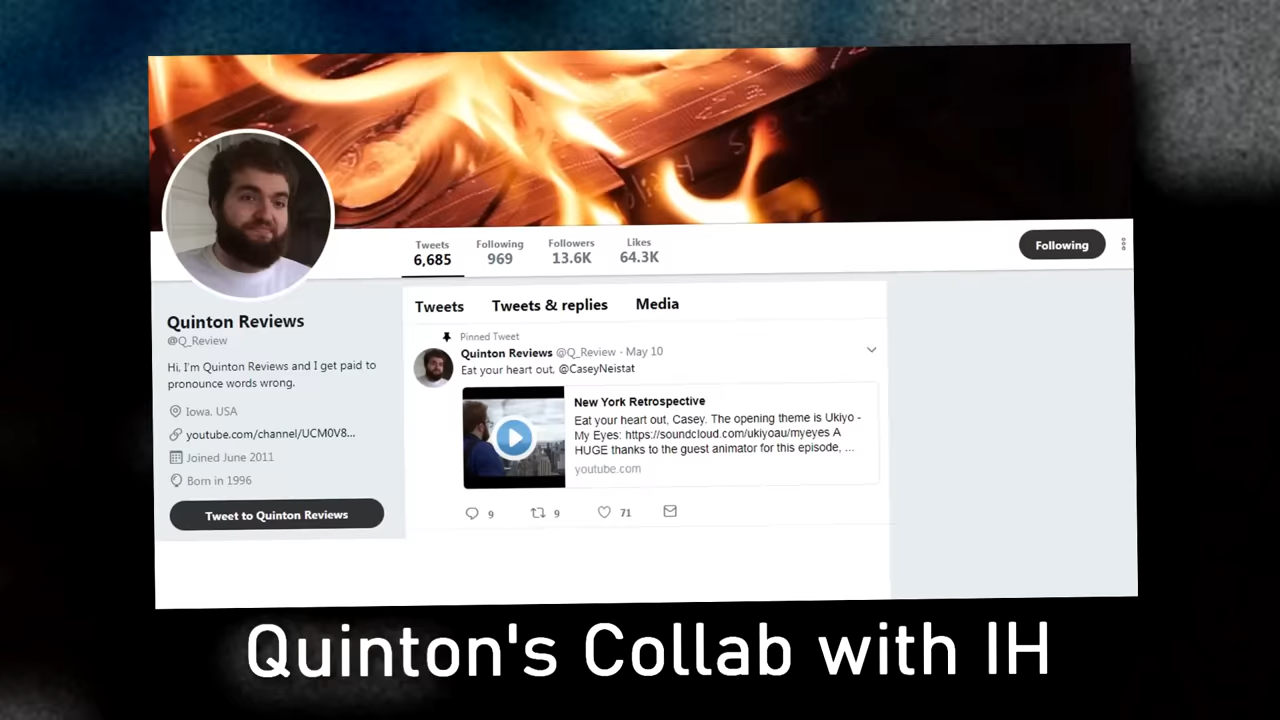 Tweets
6,685
Following
969
Followers
13.6K
Likes
64.3K
Following
Quinton Reviews
@Q_Review
Hi, I'm Quinton Reviews and I get paid to
pronounce words wrong.
Iowa, USA
youtube.com/channel/UCM0V8...
Joined June 2011
Born in 1996
Tweet to Quinton Reviews
Tweets Tweets & replies Media
Pinned Tweet
Quinton Reviews @Q_Review · May 10
Eat your heart out, @CaseyNeistat
New York Retrospective
Eat your heart out, Casey. The opening theme is Ukiyo -
My Eyes: https://soundcloud.com/ukiyoau/myeyes A
HUGE thanks to the guest animator for this episode, ...
youtube.com
9 9 71
Quinton's Collab with IH